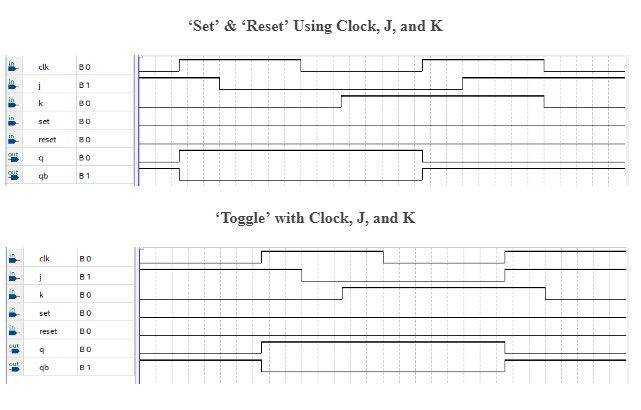 ‘Set’ & ‘Reset’ Using Clock, J, and K
in clk B 0
in j B 1
in k B 0
in set B 0
in reset B 0
out q B 0
out qb B 1
‘Toggle’ with Clock, J, and K
in clk B 0
in j B 1
in k B 0
in set B 0
in reset B 0
out q B 0
out qb B 1